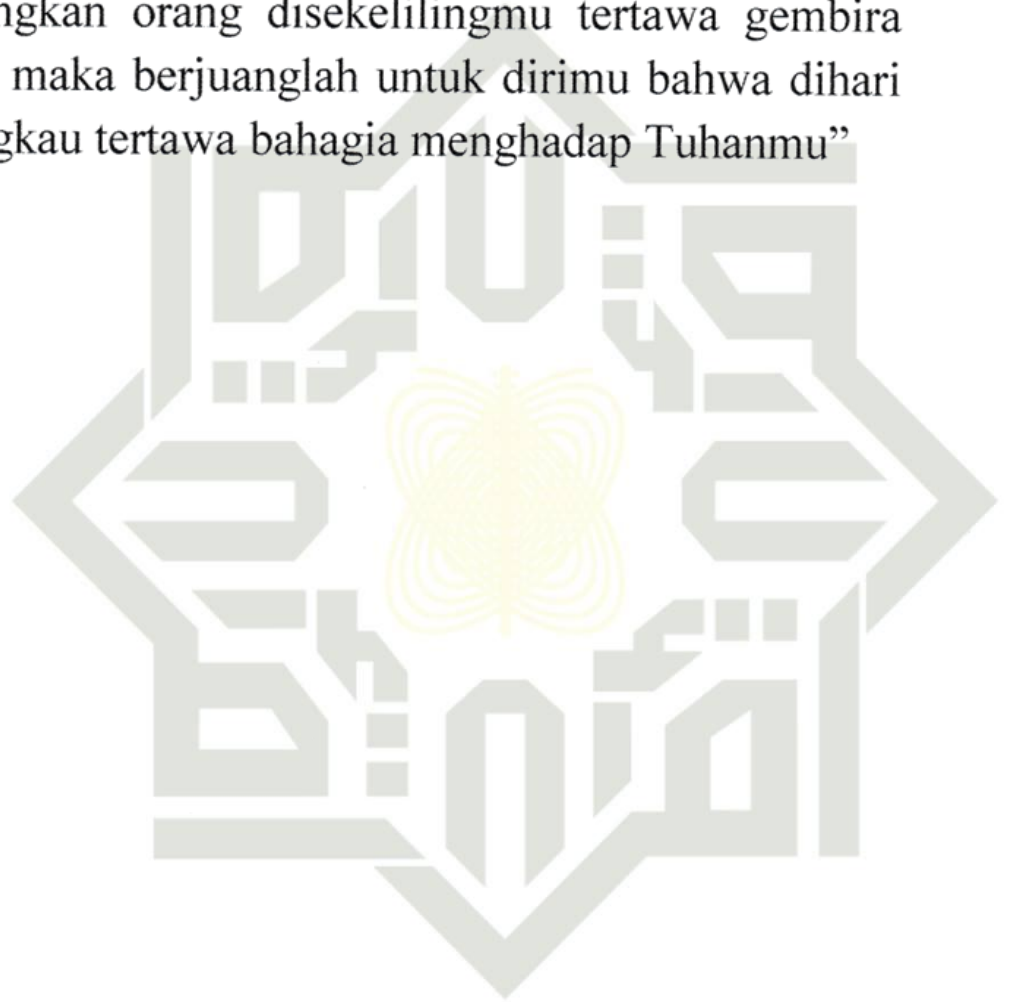 ngkan orang disekelilingmu tertawa gembira
maka berjuanglah untuk dirimu bahwa dihari
gkau tertawa bahagia menghadap Tuhanmu”